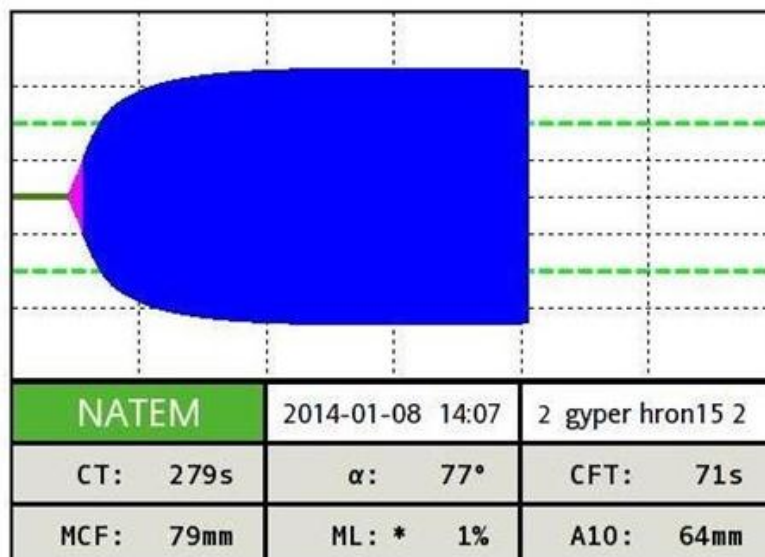 NATEM 2014-01-08 14:07 2 gyper hron15 2
CT: 279s α: 77° CFT: 71s
MCF: 79mm ML: * 1% A10: 64mm